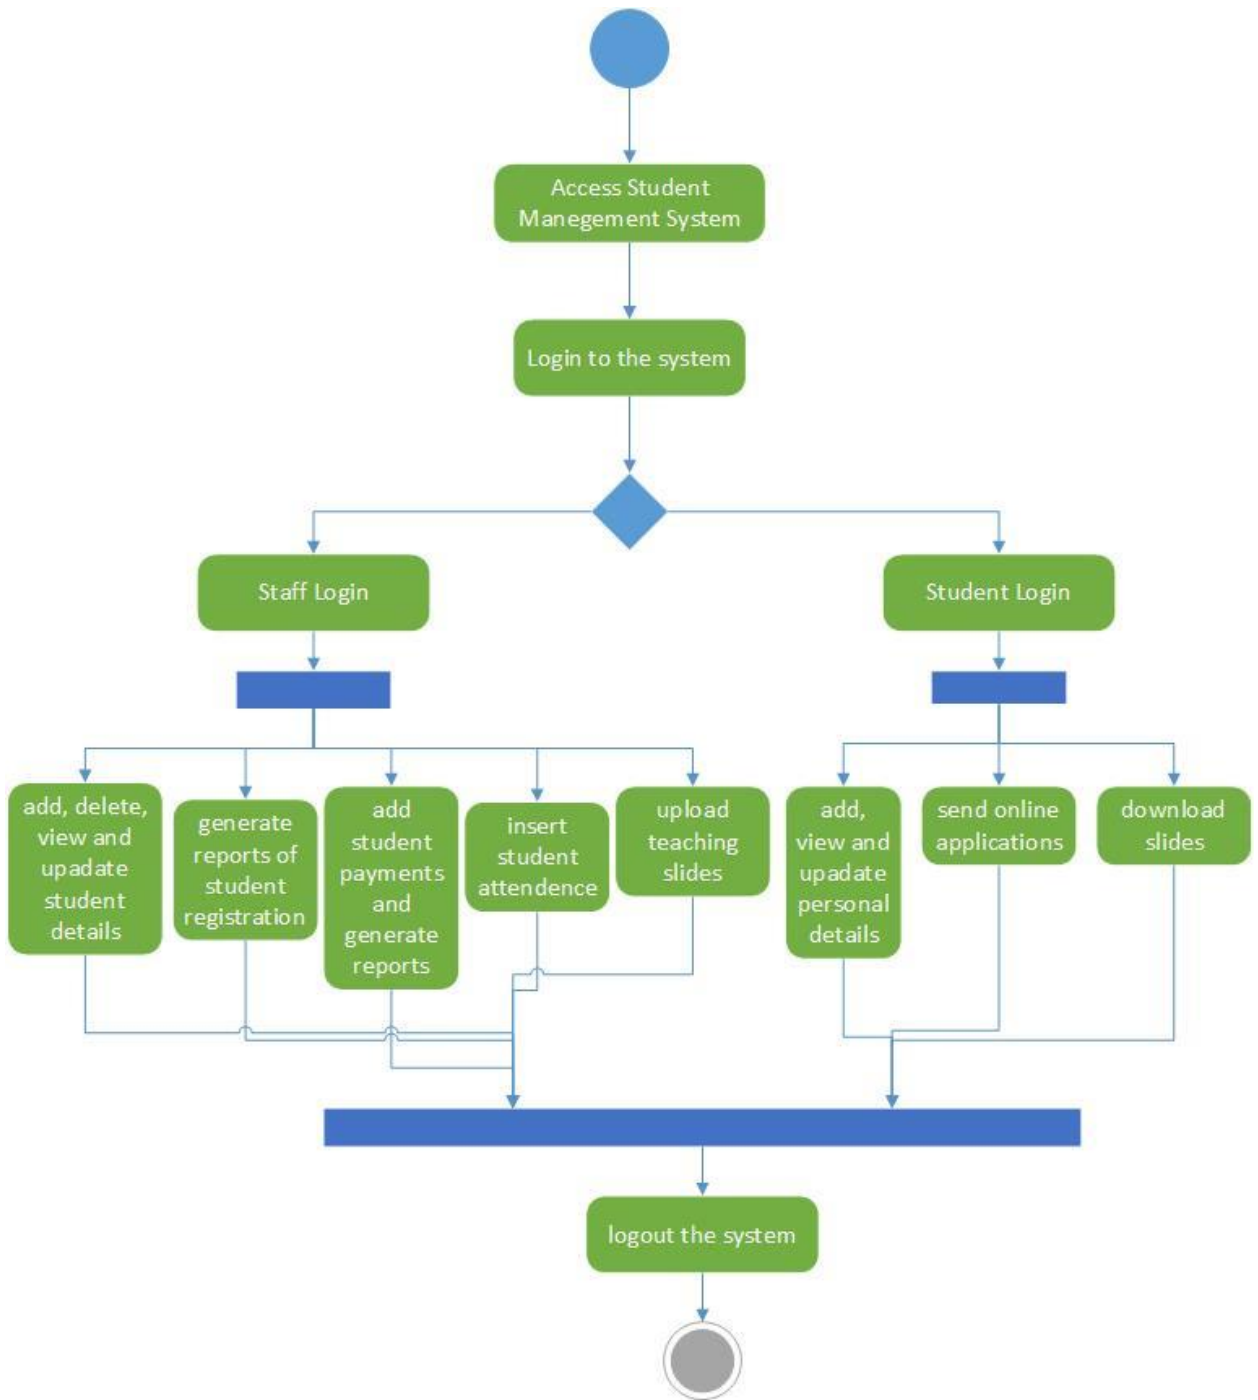 Access Student
Manegement System
Login to the system
Staff Login
Student Login
add, delete,
view and
upadate
student
details
generate
reports of
student
registration
add
student
payments
and
generate
reports
insert
student
attendence
upload
teaching
slides
add,
view and
upadate
personal
details
send online
applications
download
slides
logout the system